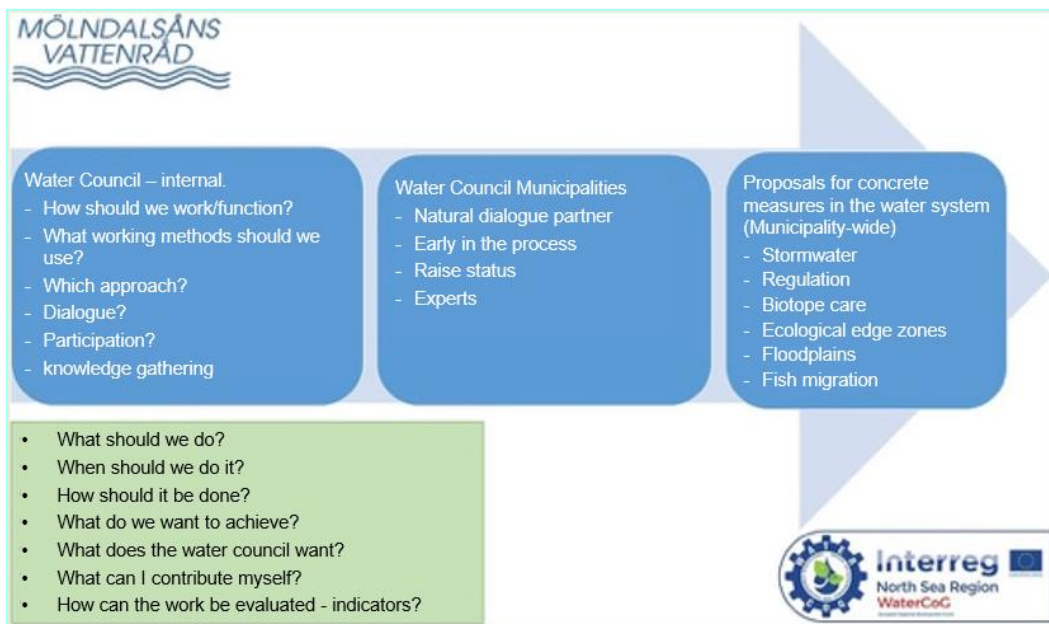 MÖLNDALSÅNS
VATTENRÅD
Water Council – internal.
- How should we work/function?
- What working methods should we
use?
- Which approach?
- Dialogue?
- Participation?
- knowledge gathering
Water Council Municipalities
- Natural dialogue partner
- Early in the process
- Raise status
- Experts
Proposals for concrete
measures in the water system
(Municipality-wide)
- Stormwater
- Regulation
- Biotope care
- Ecological edge zones
- Floodplains
- Fish migration
• What should we do?
• When should we do it?
• How should it be done?
• What do we want to achieve?
• What does the water council want?
• What can I contribute myself?
• How can the work be evaluated - indicators?
WATER
COG
Interreg
North Sea Region
WaterCoG